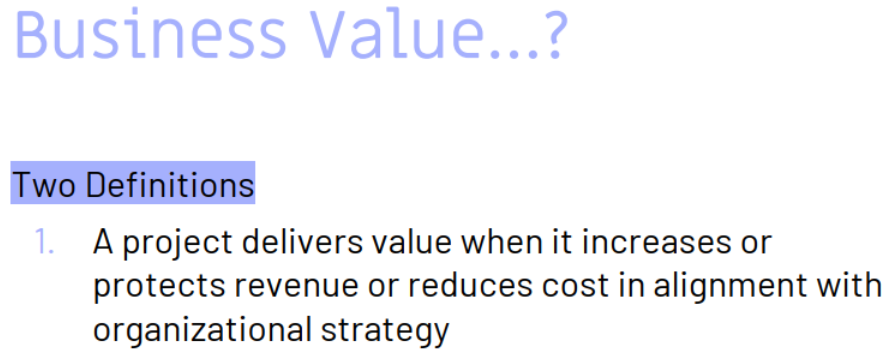 Business Value...?
Two Definitions
1. A project delivers value when it increases or
protects revenue or reduces cost in alignment with
organizational strategy